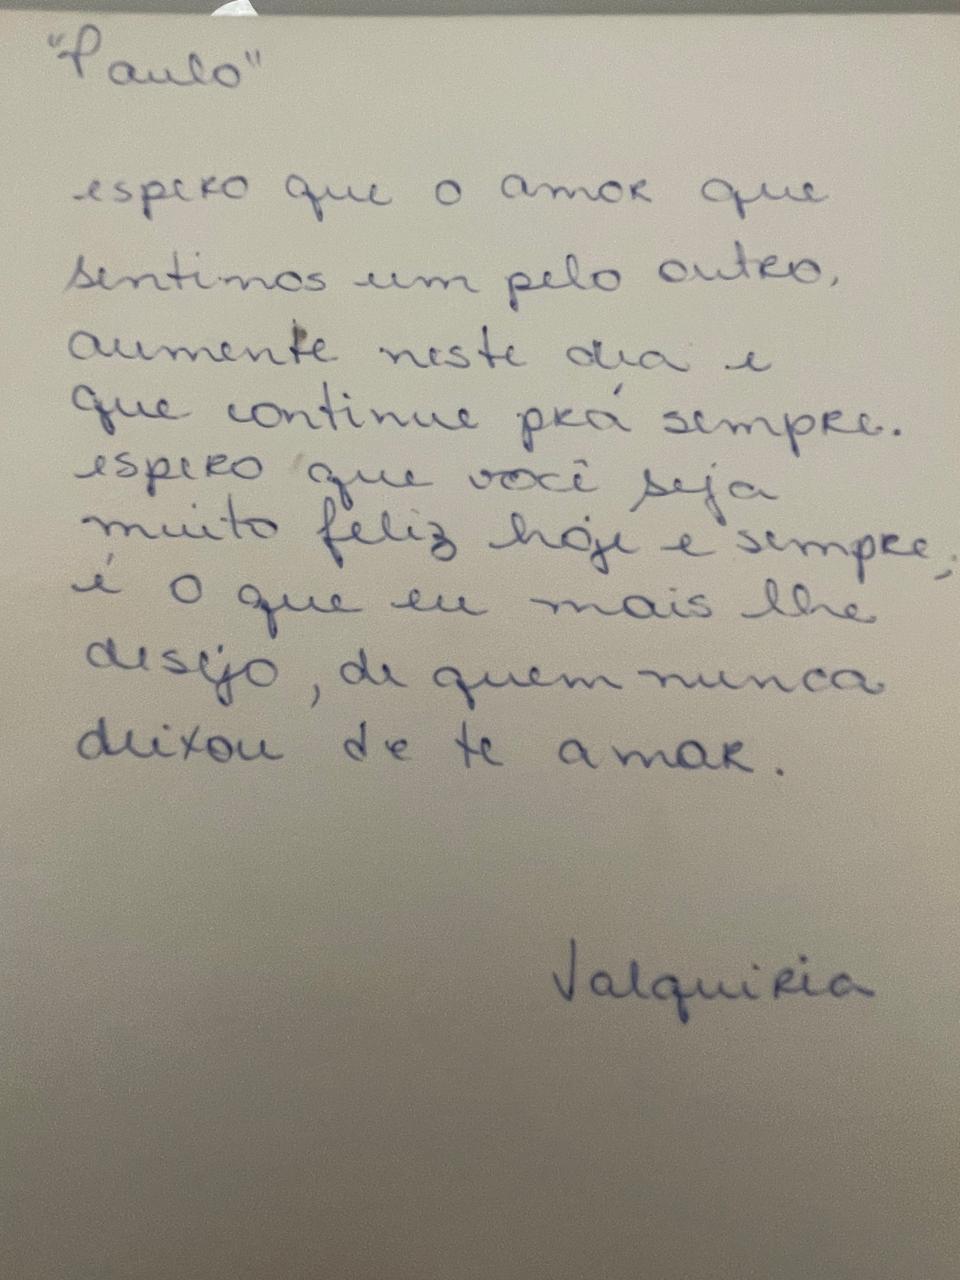 "Paulo"
espero que o amor que
sentimos um pelo outro,
aumente neste dia e
que continue prá sempre.
espero que você seja
muito feliz hoje e sempre,
é o que eu mais lhe
desejo, de quem nunca
deixou de te amar.
Valquiria